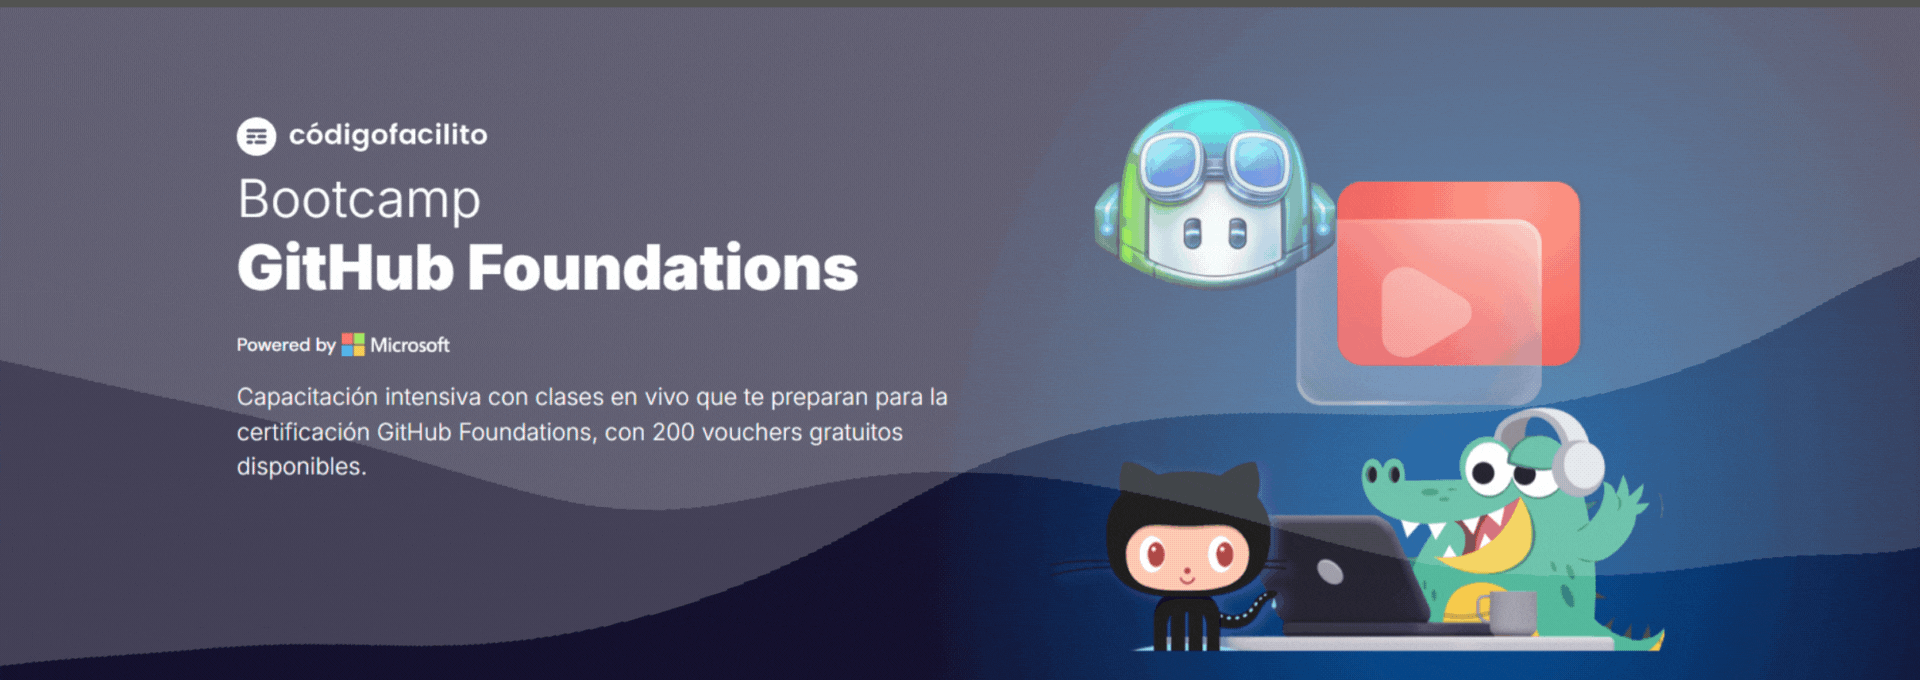 códigofacilito
Bootcamp
GitHub Foundations
Powered by Microsoft
Capacitación intensiva con clases en vivo que te preparan para la
certificación GitHub Foundations, con 200 vouchers gratuitos
disponibles.